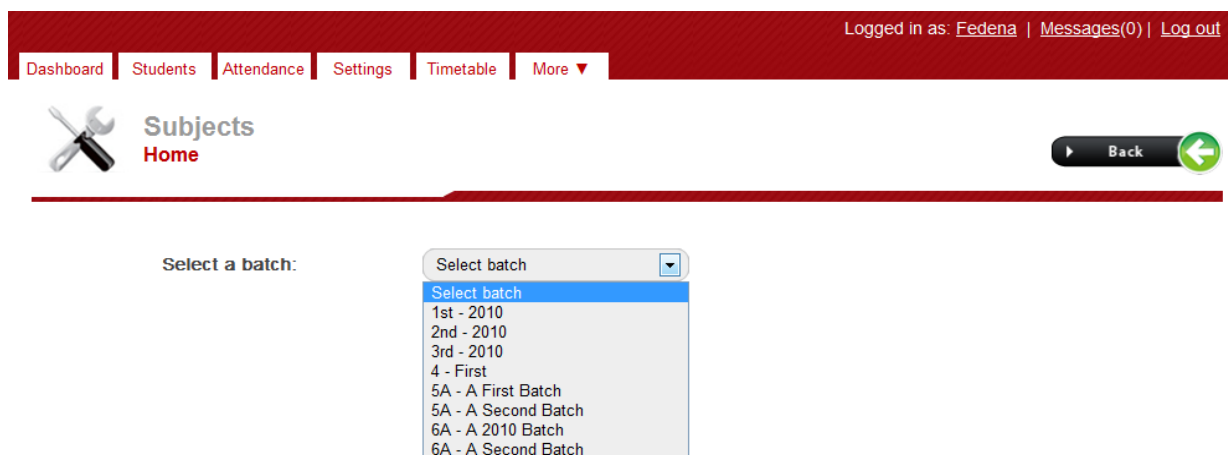 Logged in as: Fedena | Messages(0) | Log out
Dashboard Students Attendance Settings Timetable More ▼
Subjects
Home
Back
Select a batch: Select batch
Select batch
1st - 2010
2nd - 2010
3rd - 2010
4 - First
5A - A First Batch
5A - A Second Batch
6A - A 2010 Batch
6A - A Second Batch